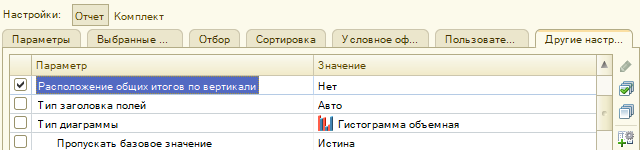 Настройки: Отчет Комплект
Параметры Выбранные ... Отбор Сортировка Условное оф... Пользовате... Другие настр...
Параметр Значение
Расположение общих итогов по вертикали Нет
Тип заголовка полей Авто
Тип диаграммы Гистограмма объемная
Пропускать базовое значение Истина